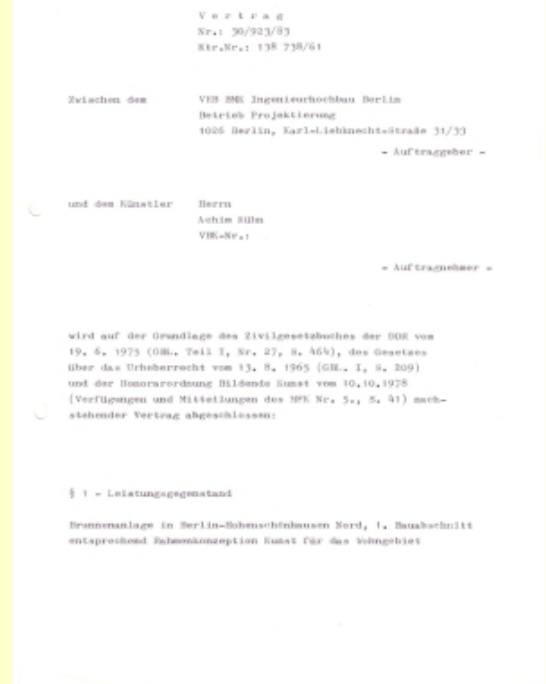 V e r t r a g
Nr.: 30/923/83
Ktr.Nr.: 138 738/61
Zwischen dem VEB BMK Ingenieurhochbau Berlin
Betrieb Projektierung
1026 Berlin, Karl-Liebknecht-Straße 31/33
- Auftraggeber -
und dem Künstler Herrn
Achim Kühn
VBK-Nr.:
- Auftragnehmer -
wird auf der Grundlage des Zivilgesetzbuches der DDR vom
19. 6. 1975 (GBL. Teil I, Nr. 27, S. 464), des Gesetzes
über das Urheberrecht vom 13. 8. 1965 (GBL. I, S. 209)
und der Honorarordnung Bildende Kunst vom 10.10.1978
(Verfügungen und Mitteilungen des MfK Nr. 5., S. 41) nach-
stehender Vertrag abgeschlossen:
§ 1 - Leistungsgegenstand
Brunnenanlage in Berlin-Hohenschönhausen Nord, 1. Bauabschnitt
entsprechend Rahmenkonzeption Kunst für das Wohngebiet